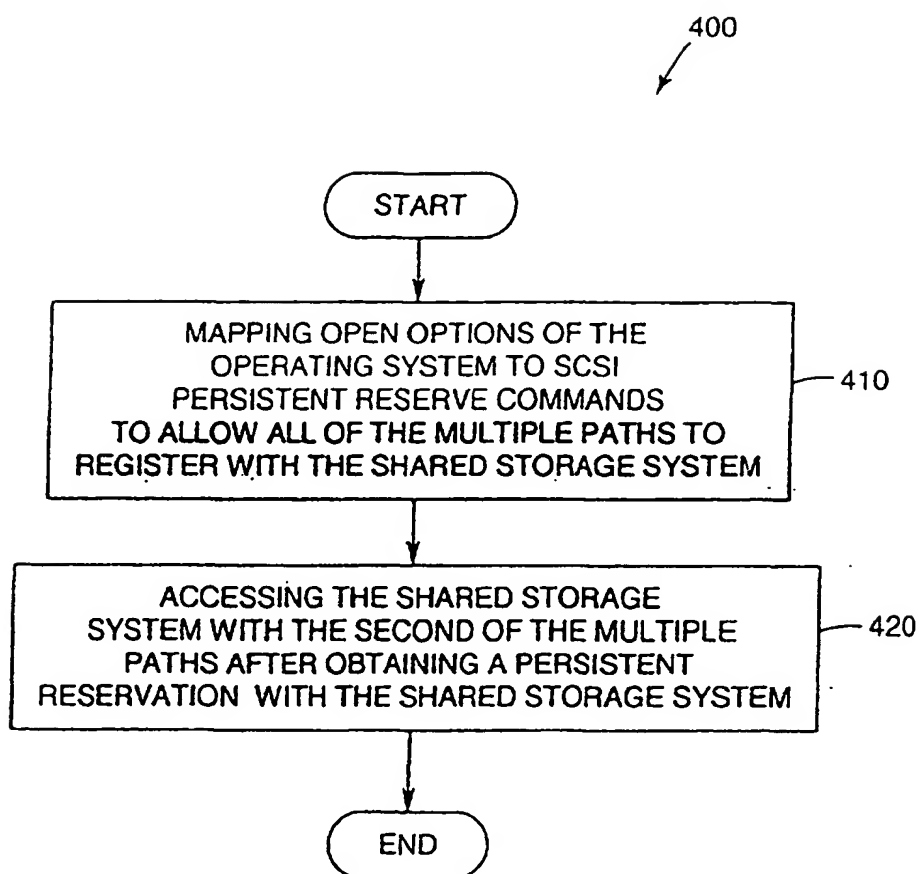 400
START
MAPPING OPEN OPTIONS OF THE
OPERATING SYSTEM TO SCSI
PERSISTENT RESERVE COMMANDS
TO ALLOW ALL OF THE MULTIPLE PATHS TO
REGISTER WITH THE SHARED STORAGE SYSTEM
410
ACCESSING THE SHARED STORAGE
SYSTEM WITH THE SECOND OF THE MULTIPLE
PATHS AFTER OBTAINING A PERSISTENT
RESERVATION WITH THE SHARED STORAGE SYSTEM
420
END